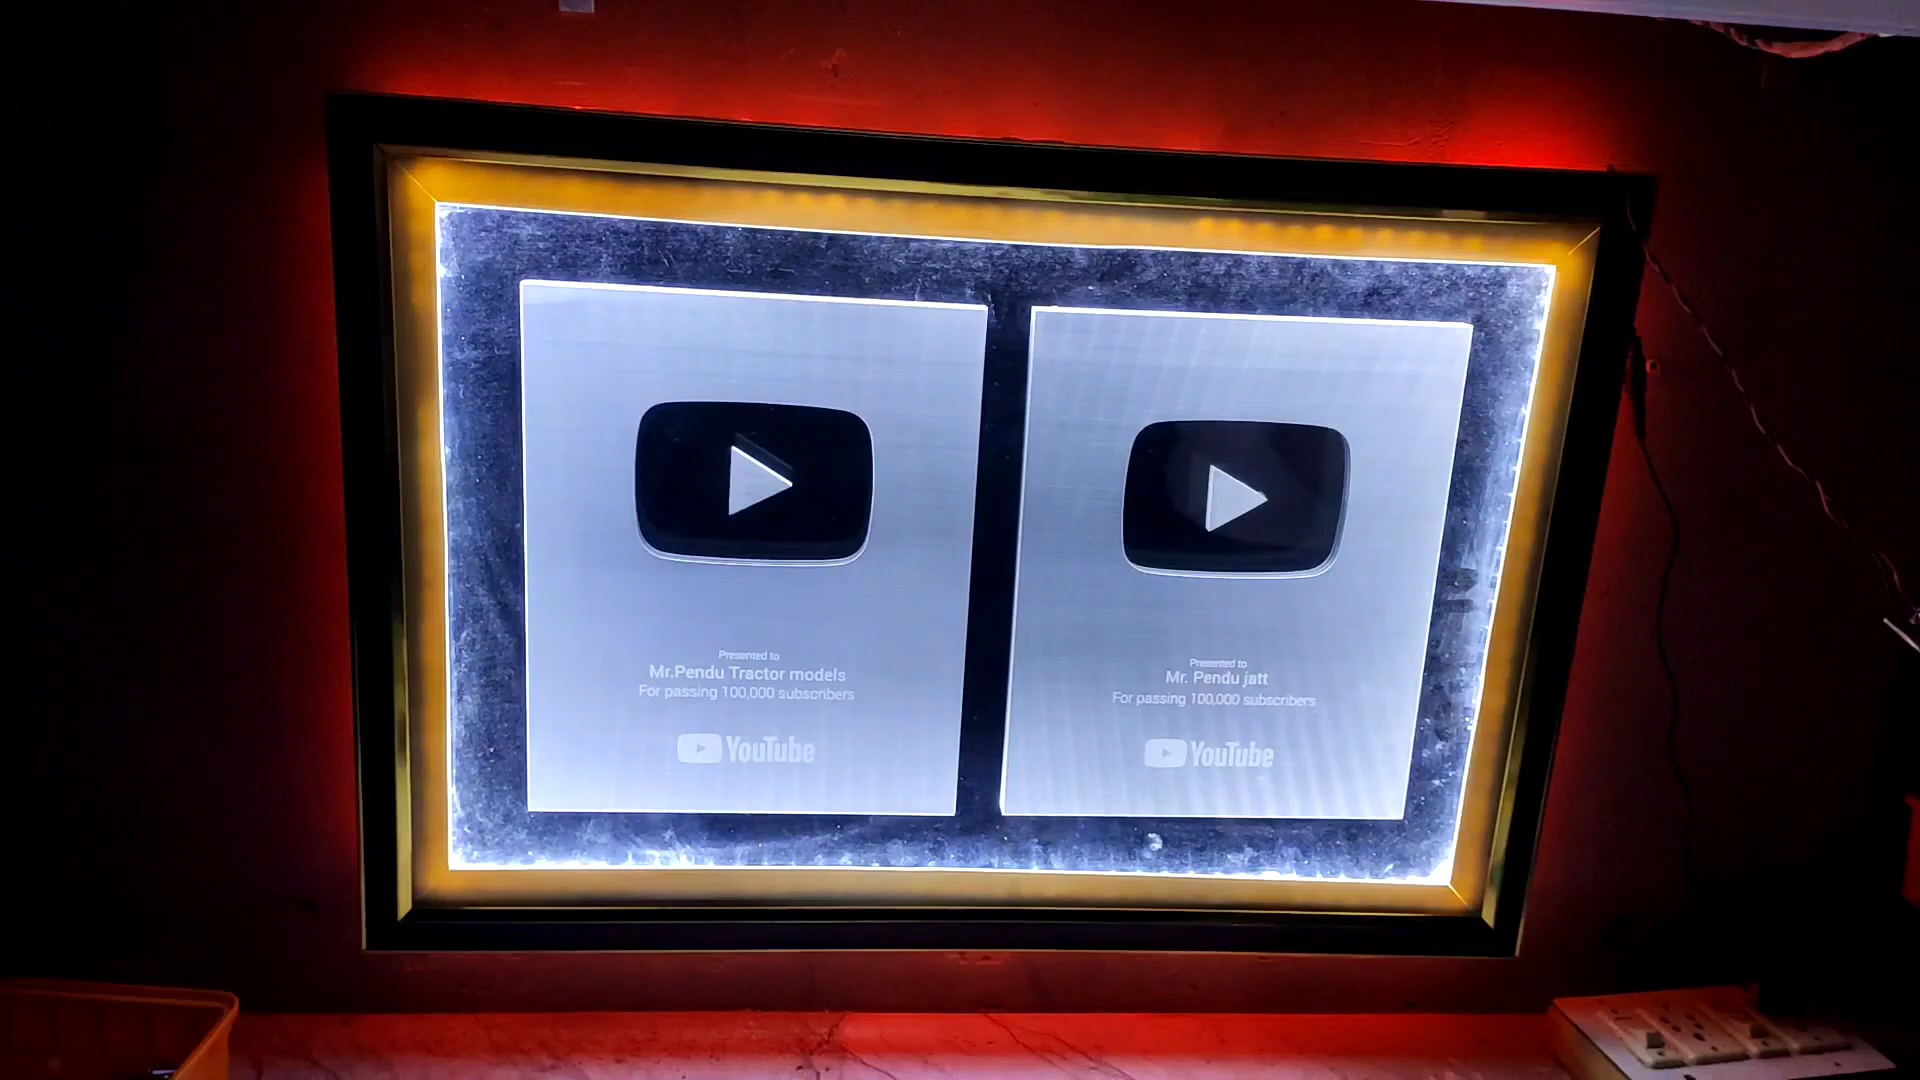 Presented to
Mr.Pendu Tractor models
For passing 100,000 subscribers
YouTube
Presented to
Mr. Pendu jatt
For passing 100,000 subscribers
YouTube